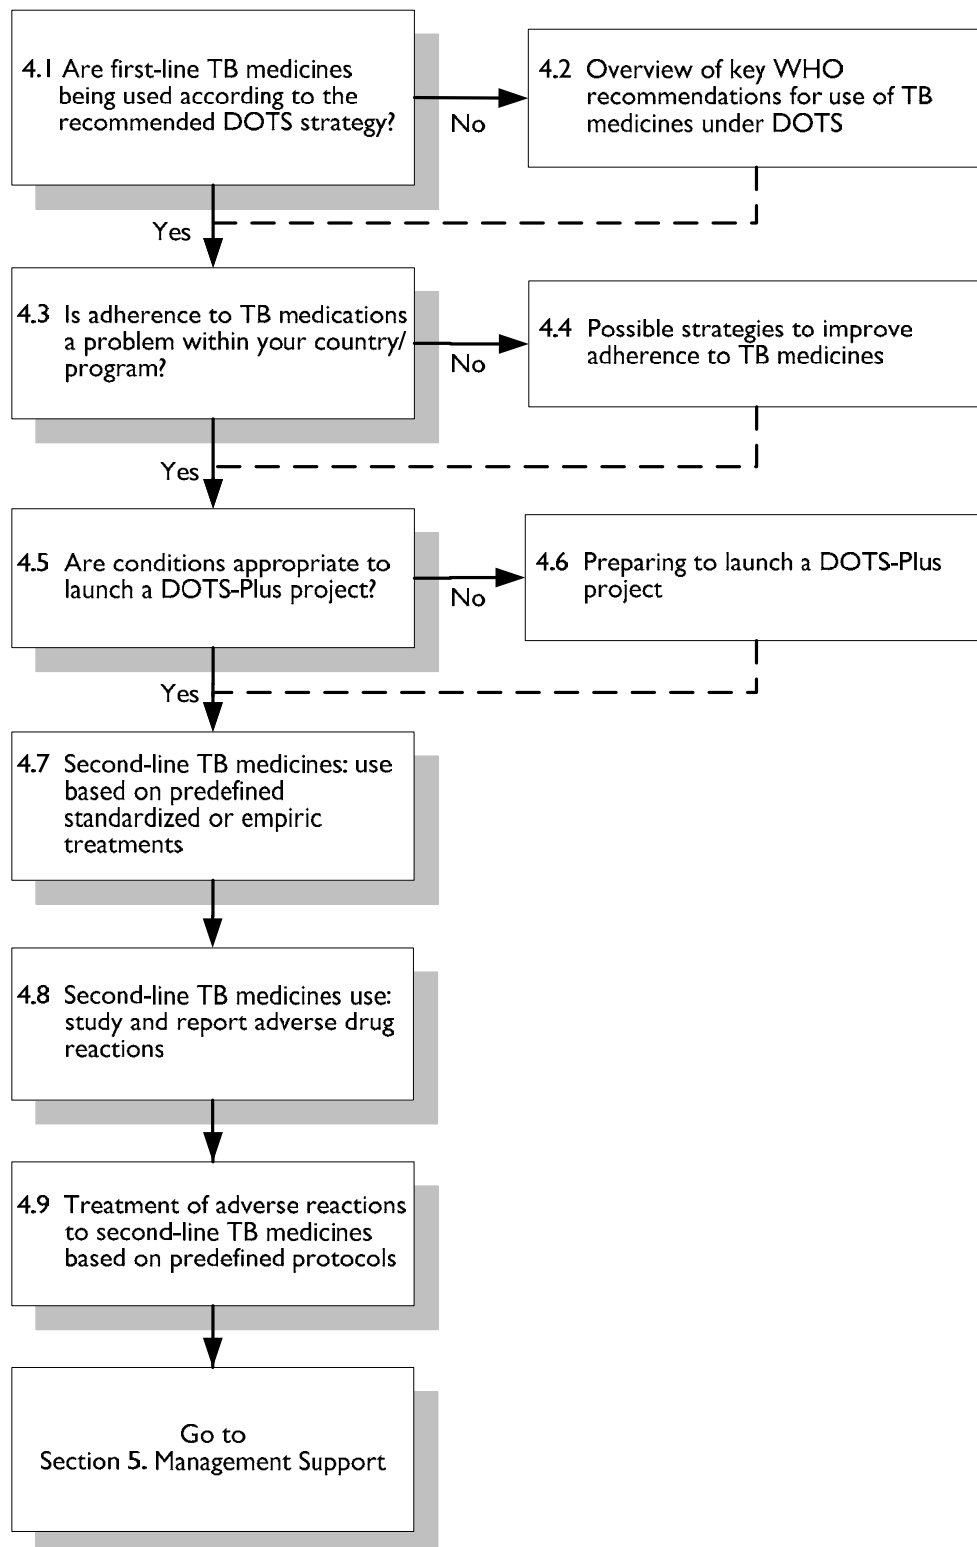 4.1 Are first-line TB medicines
being used according to the
recommended DOTS strategy?
No
4.2 Overview of key WHO
recommendations for use of TB
medicines under DOTS
Yes
4.3 Is adherence to TB medications
a problem within your country/
program?
No
4.4 Possible strategies to improve
adherence to TB medicines
Yes
4.5 Are conditions appropriate to
launch a DOTS-Plus project?
No
4.6 Preparing to launch a DOTS-Plus
project
Yes
4.7 Second-line TB medicines: use
based on predefined
standardized or empiric
treatments
4.8 Second-line TB medicines use:
study and report adverse drug
reactions
4.9 Treatment of adverse reactions
to second-line TB medicines
based on predefined protocols
Go to
Section 5. Management Support